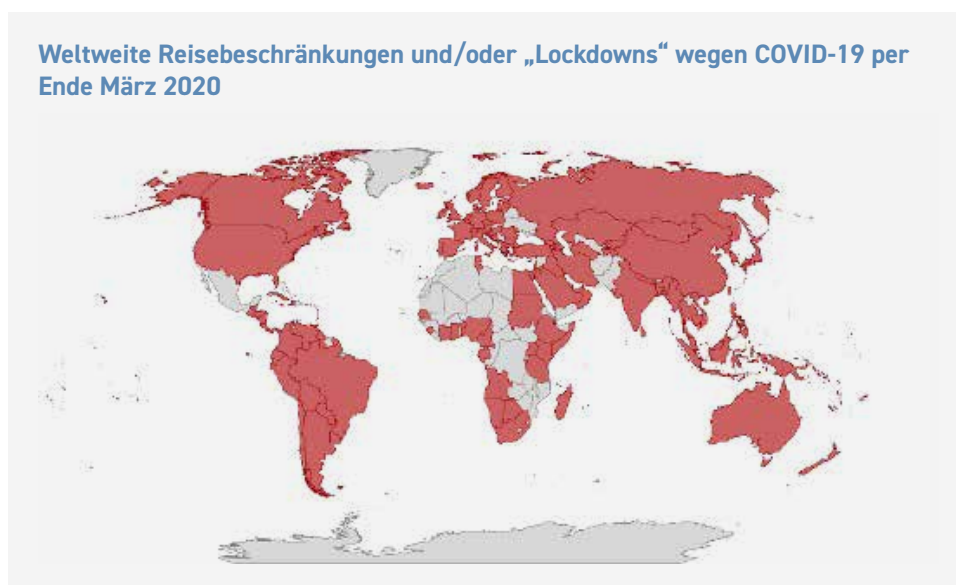 Weltweite Reisebeschränkungen und/oder „Lockdowns“ wegen COVID-19 per
Ende März 2020